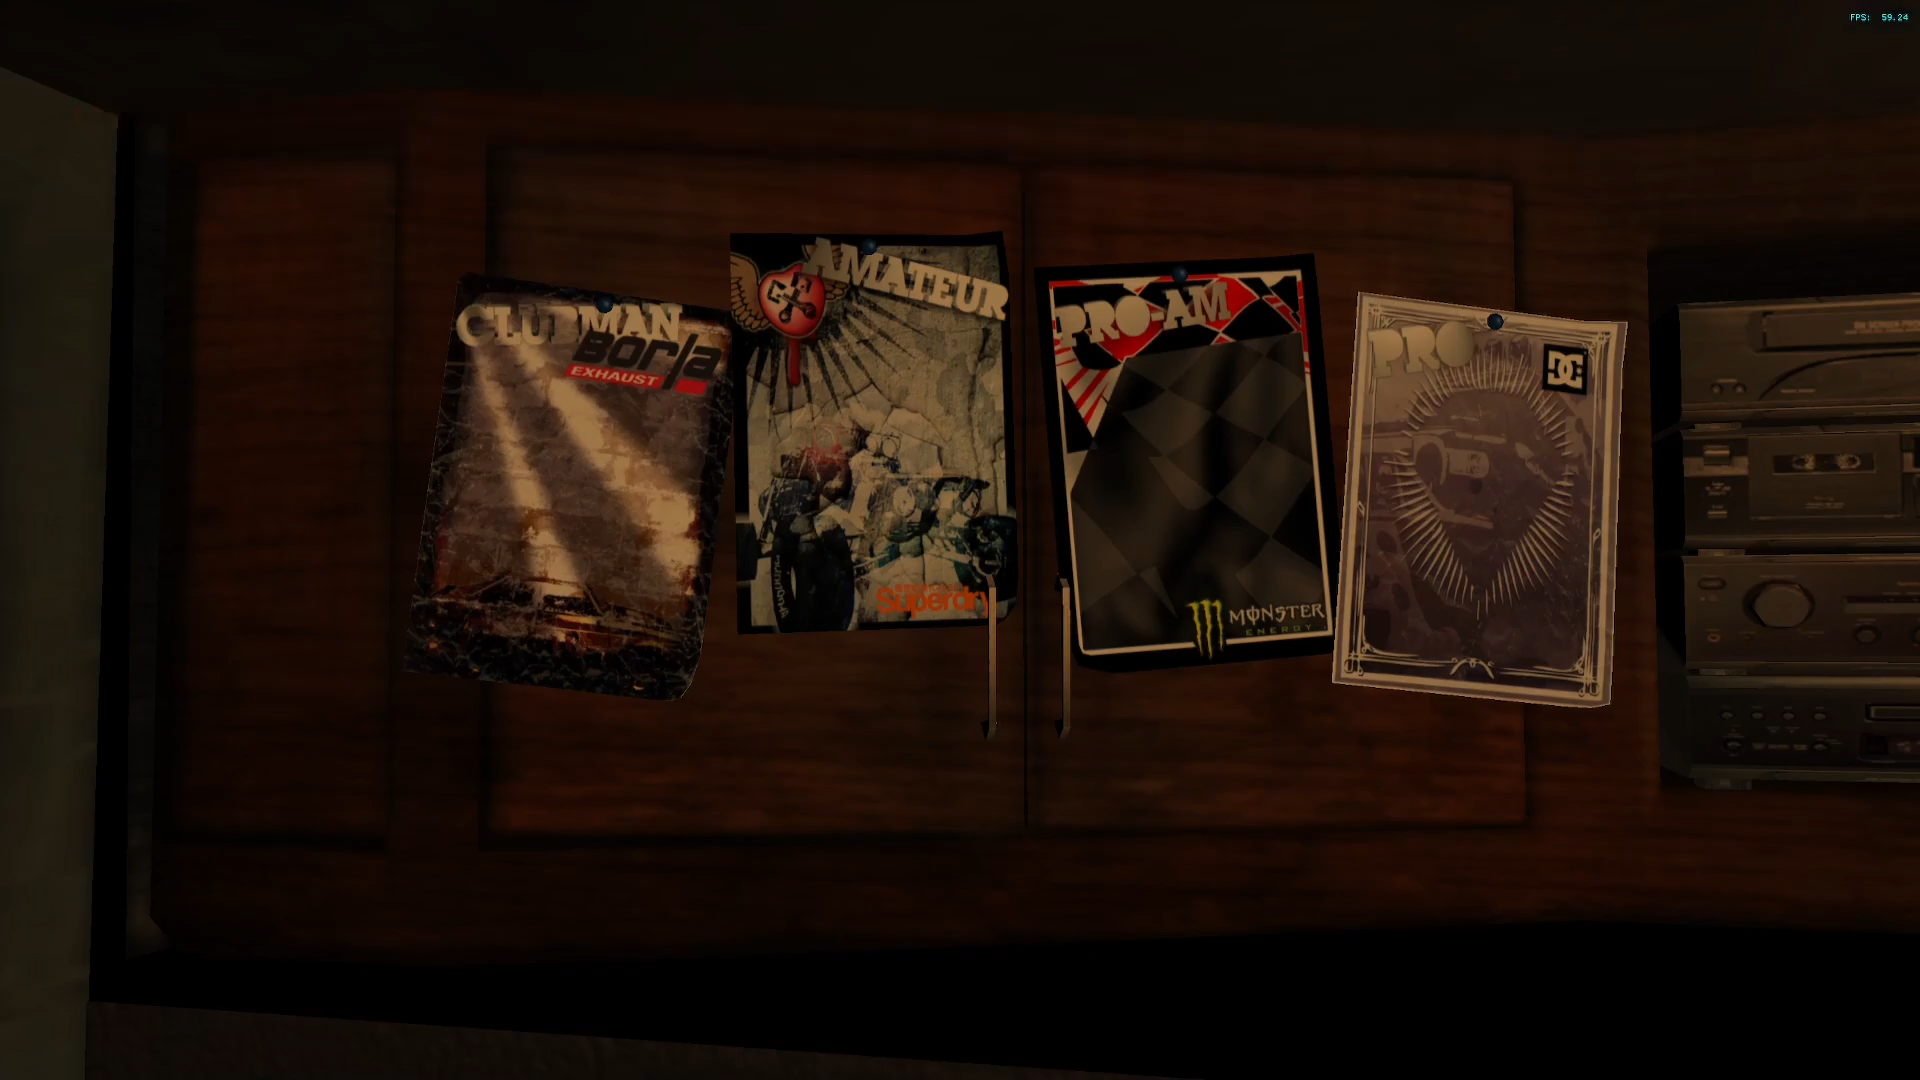 FPS: 59.24
CLUBMAN
BORLA
EXHAUST
AMATEUR
Superdry
PRO-AM
MONSTER
ENERGY
PRO
DC